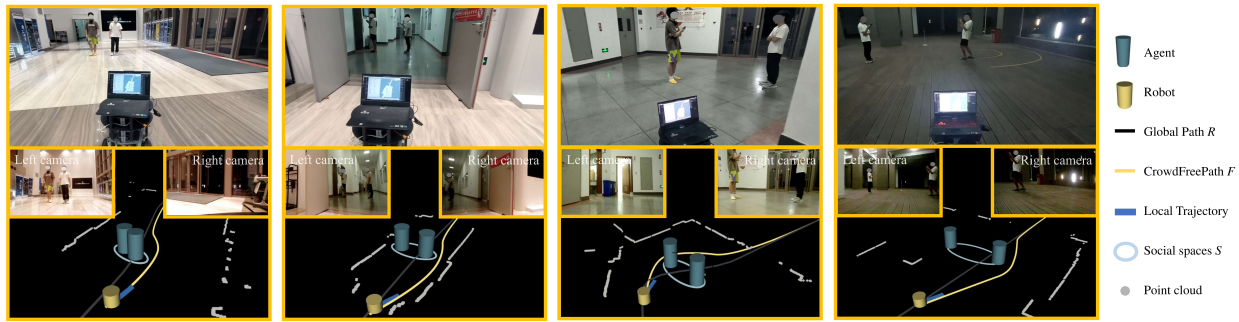 Left camera
Right camera
Left camera
Right camera
Left camera
Right camera
Left camera
Right camera
Agent
Robot
Global Path R
CrowdFreePath F
Local Trajectory
Social spaces S
Point cloud